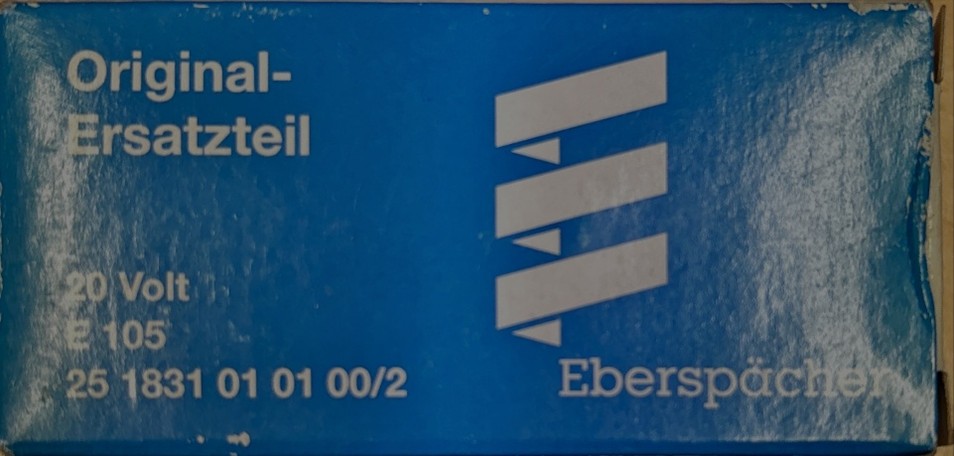 Original-
Ersatzteil
20 Volt
E 105
25 1831 01 01 00/2
Eberspächer